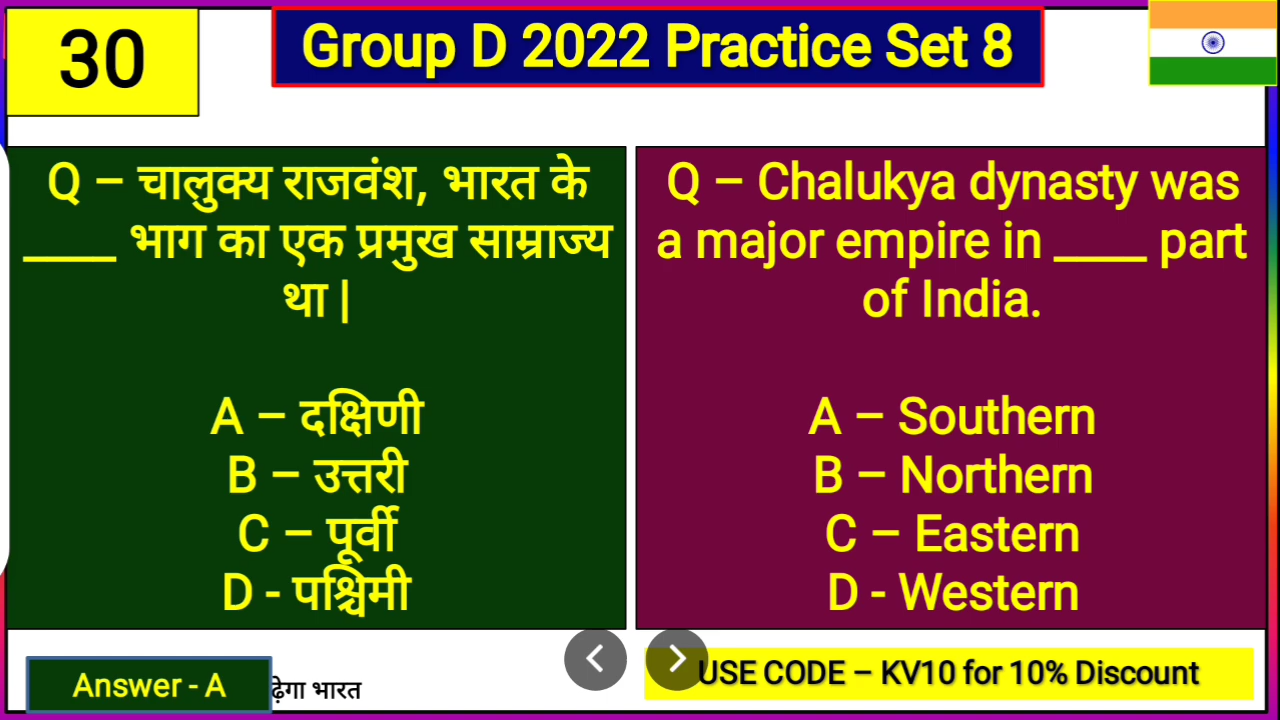 30
Group D 2022 Practice Set 8
Q – चालुक्य राजवंश, भारत के
____ भाग का एक प्रमुख साम्राज्य
था |
A – दक्षिणी
B – उत्तरी
C – पूर्वी
D - पश्चिमी
Q – Chalukya dynasty was
a major empire in ____ part
of India.
A – Southern
B – Northern
C – Eastern
D - Western
Answer - A
भारत
USE CODE – KV10 for 10% Discount